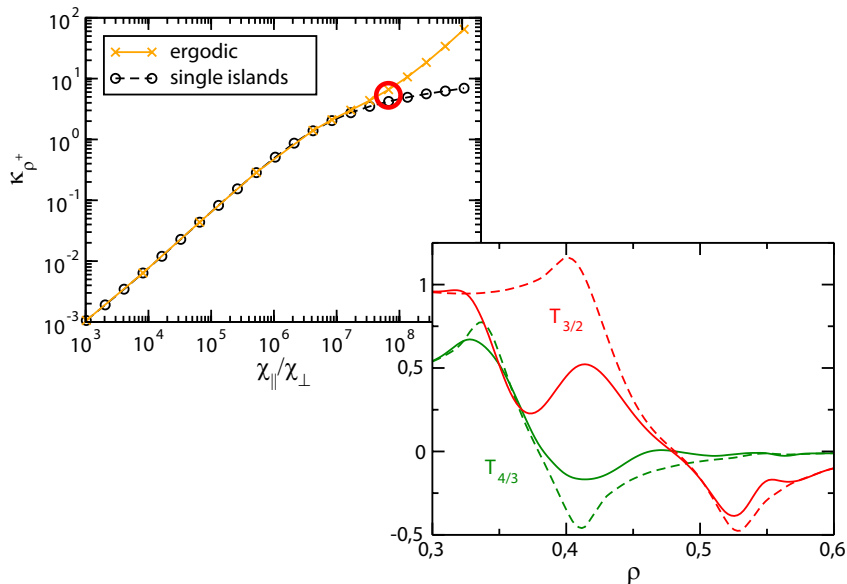 10²
ergodic
single islands
10¹
10⁰
κρ⁺
10⁻¹
10⁻²
10⁻³
10³ 10⁴ 10⁵ 10⁶ 10⁷ 10⁸
χ∥/χ⊥
1
T3/2
0,5
0
T4/3
-0,5
0,3 0,4 0,5 0,6
ρ